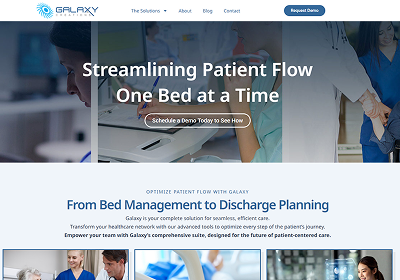 GALAXY
The Solutions
About
Blog
Contact
Request Demo
Streamlining Patient Flow
One Bed at a Time
Schedule a Demo Today to See How
OPTIMIZE PATIENT FLOW WITH GALAXY
From Bed Management to Discharge Planning
Galaxy is your complete solution for seamless, efficient care.
Transform your healthcare network with our advanced tools to optimize every step of the patient's journey.
Empower your team with Galaxy's comprehensive suite, designed for the future of patient-centered care.